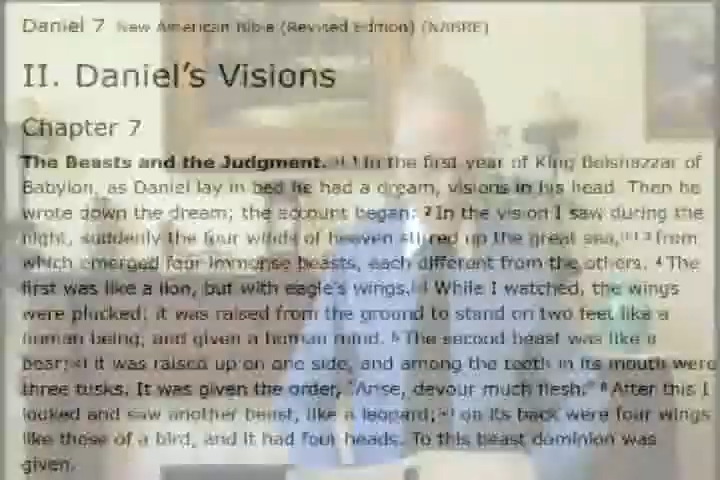 Daniel 7 New American Bible (Revised Edition) (NABRE)
II. Daniel's Visions
Chapter 7
The Beasts and the Judgment. 1 In the first year of King Belshazzar of
Babylon, as Daniel lay in bed he had a dream, visions in his head. Then he
wrote down the dream; the account began: 2 In the vision I saw during the
night, suddenly the four winds of heaven stirred up the great sea, 3 from
which emerged four immense beasts, each different from the others. 4 The
first was like a lion, but with eagle's wings. While I watched, the wings
were plucked; it was raised from the ground to stand on two feet like a
human being, and given a human mind. 5 The second beast was like a
bear; it was raised up on one side, and among the teeth in its mouth were
three tusks. It was given the order, "Arise, devour much flesh." 6 After this I
looked and saw another beast, like a leopard; on its back were four wings
like those of a bird, and it had four heads. To this beast dominion was
given.